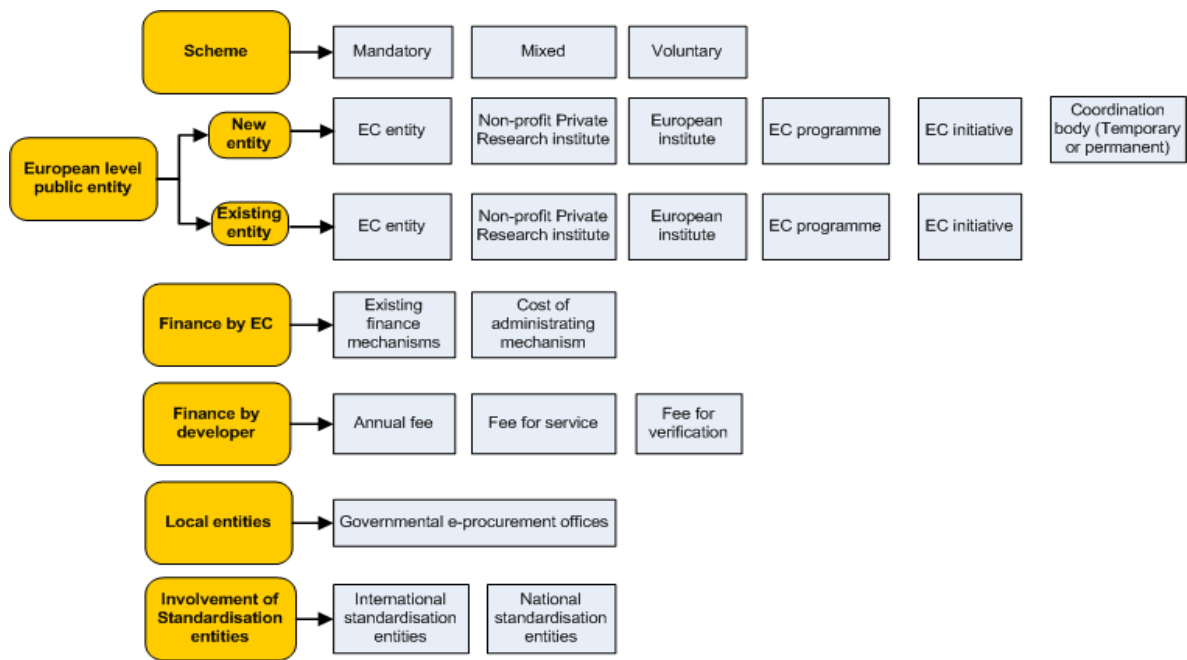 Scheme
Mandatory
Mixed
Voluntary
European level
public entity
New
entity
EC entity
Non-profit Private
Research institute
European
institute
EC programme
EC initiative
Coordination
body (Temporary
or permanent)
Existing
entity
EC entity
Non-profit Private
Research institute
European
institute
EC programme
EC initiative
Finance by EC
Existing
finance
mechanisms
Cost of
administrating
mechanism
Finance by
developer
Annual fee
Fee for service
Fee for
verification
Local entities
Governmental e-procurement offices
Involvement of
Standardisation
entities
International
standardisation
entities
National
standardisation
entities